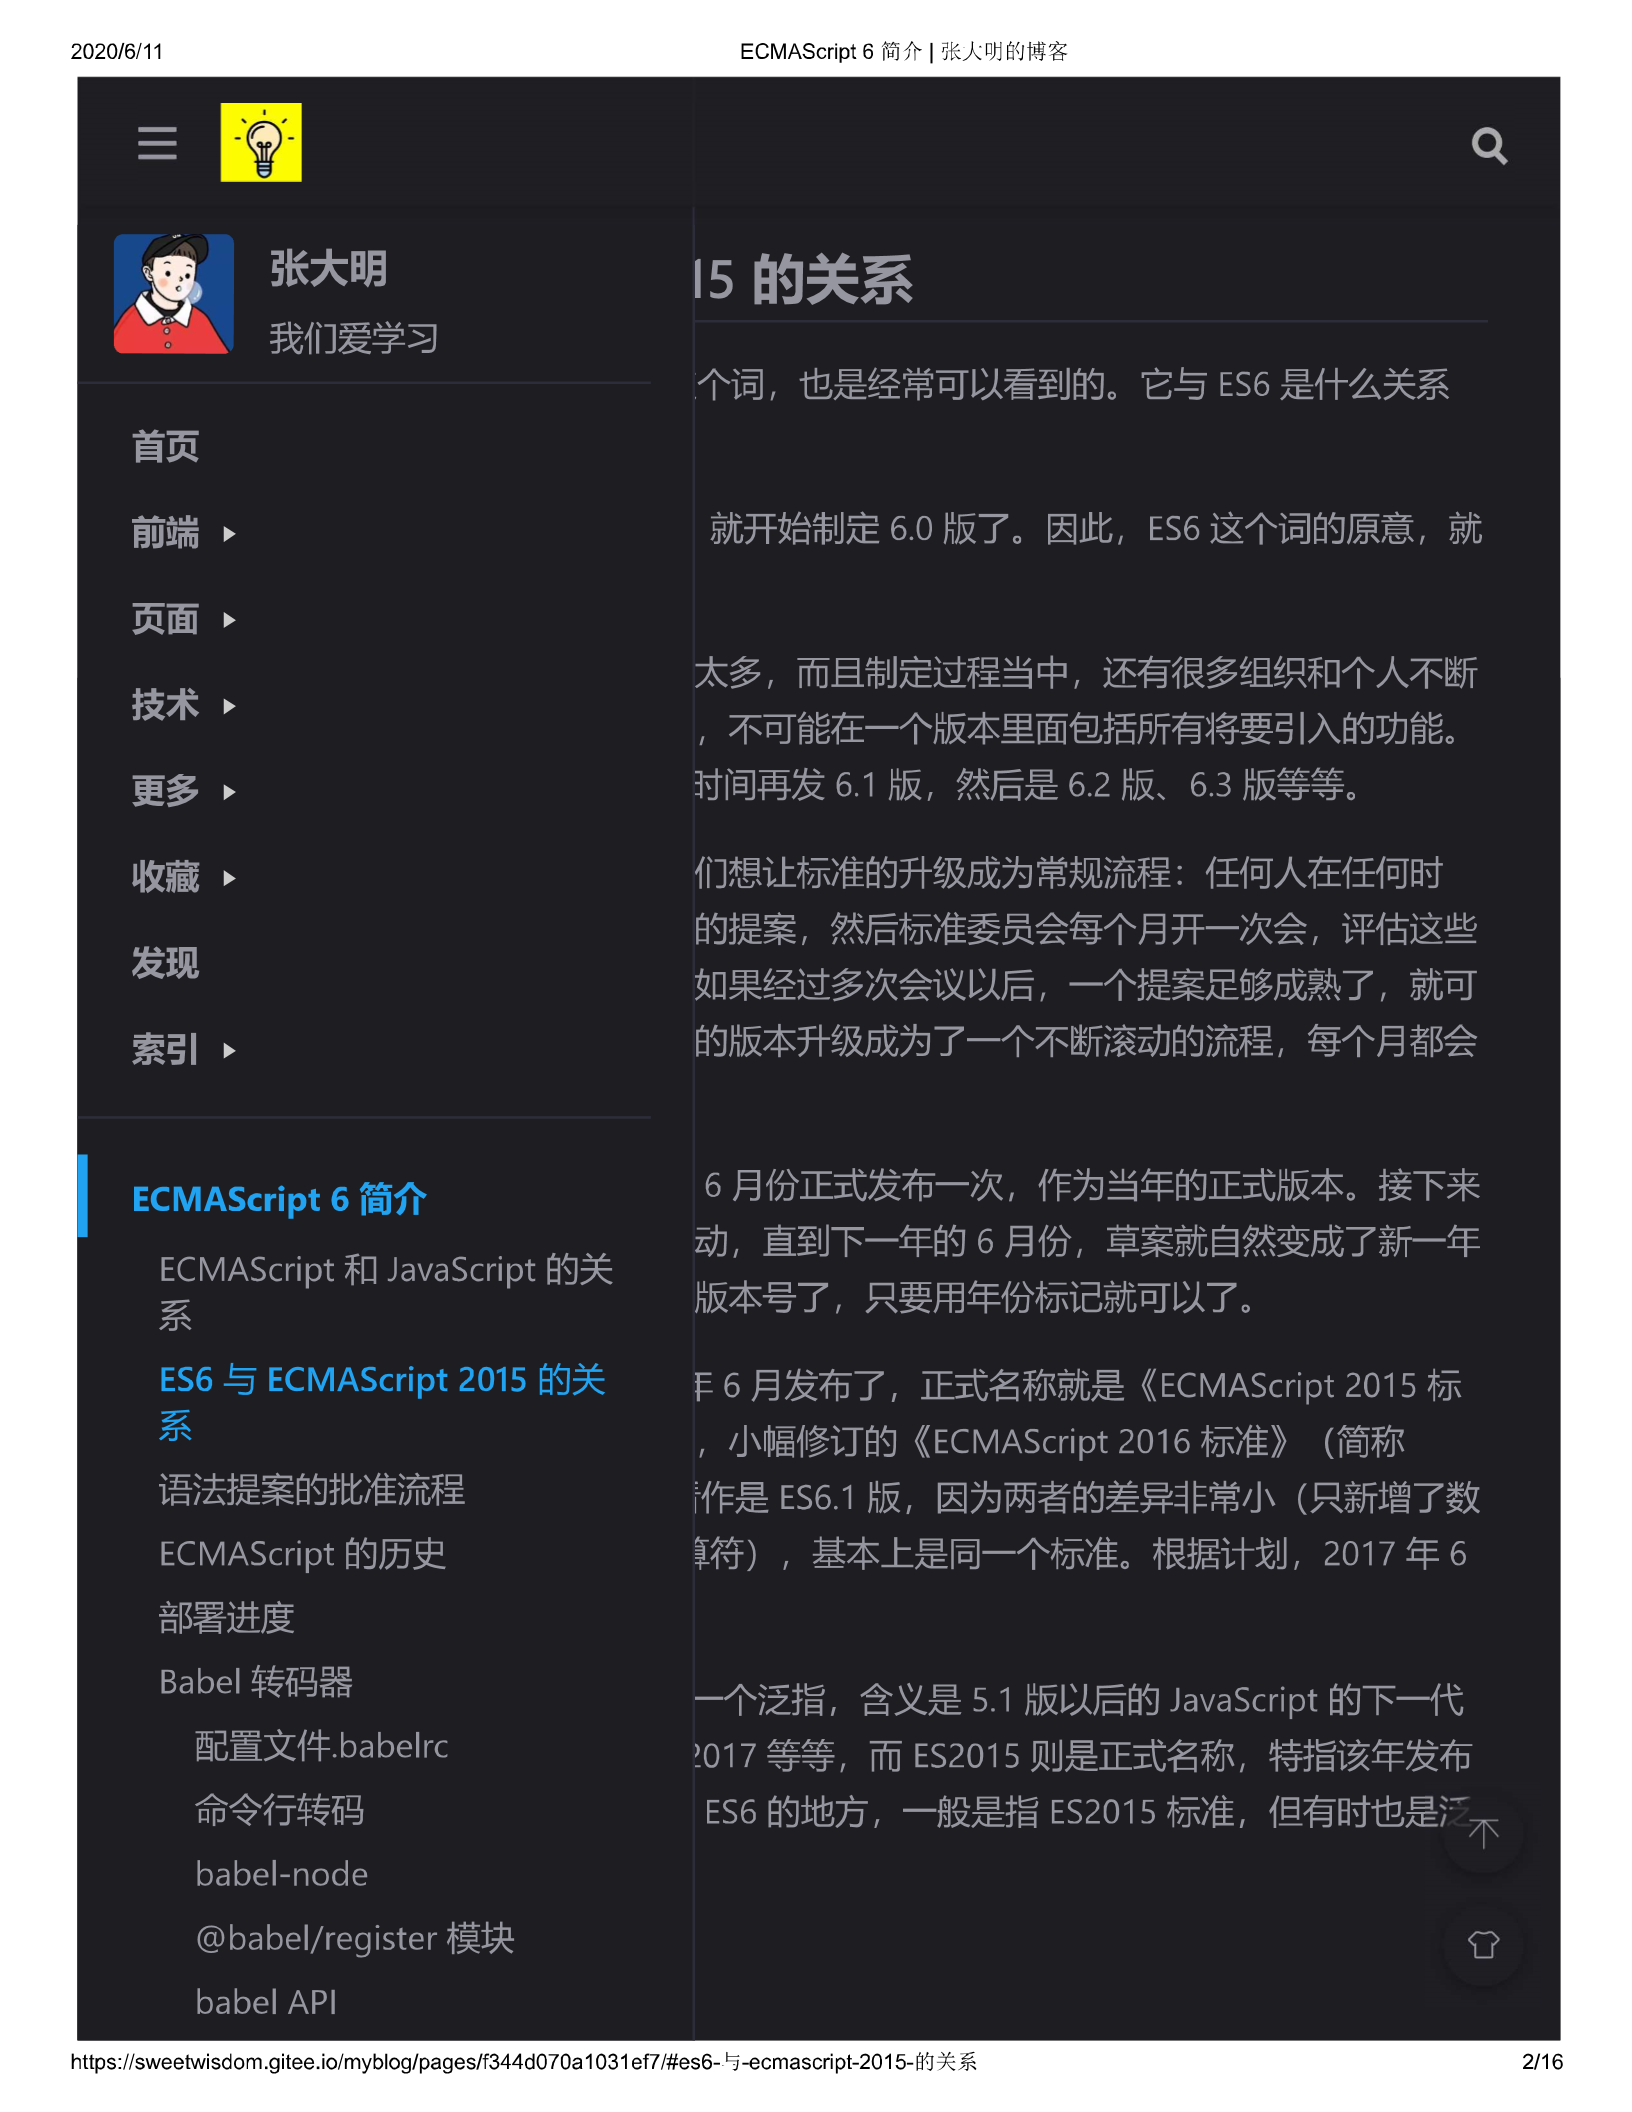 2020/6/11
ECMAScript 6 简介 | 张大明的博客
张大明
我们爱学习
首页
前端
页面
技术
更多
收藏
发现
索引
ECMAScript 6 简介
ECMAScript 和 JavaScript 的关
系
ES6 与 ECMAScript 2015 的关
系
语法提案的批准流程
ECMAScript 的历史
部署进度
Babel 转码器
配置文件.babelrc
命令行转码
babel-node
@babel/register 模块
babel API
15 的关系
个词，也是经常可以看到的。它与 ES6 是什么关系
就开始制定 6.0 版了。因此，ES6 这个词的原意，就
太多，而且制定过程当中，还有很多组织和个人不断
，不可能在一个版本里面包括所有将要引入的功能。
时间再发 6.1 版，然后是 6.2 版、6.3 版等等。
们想让标准的升级成为常规流程：任何人在任何时
的提案，然后标准委员会每个月开一次会，评估这些
如果经过多次会议以后，一个提案足够成熟了，就可
的版本升级成为了一个不断滚动的流程，每个月都会
6 月份正式发布一次，作为当年的正式版本。接下来
动，直到下一年的 6 月份，草案就自然变成了新一年
版本号了，只要用年份标记就可以了。
年 6 月发布了，正式名称就是《ECMAScript 2015 标
，小幅修订的《ECMAScript 2016 标准》（简称
作是 ES6.1 版，因为两者的差异非常小（只新增了数
算符），基本上是同一个标准。根据计划，2017 年 6
一个泛指，含义是 5.1 版以后的 JavaScript 的下一代
2017 等等，而 ES2015 则是正式名称，特指该年发布
ES6 的地方，一般是指 ES2015 标准，但有时也是泛
https://sweetwisdom.gitee.io/myblog/pages/f344d070a1031ef7/#es6-与-ecmascript-2015-的关系
2/16